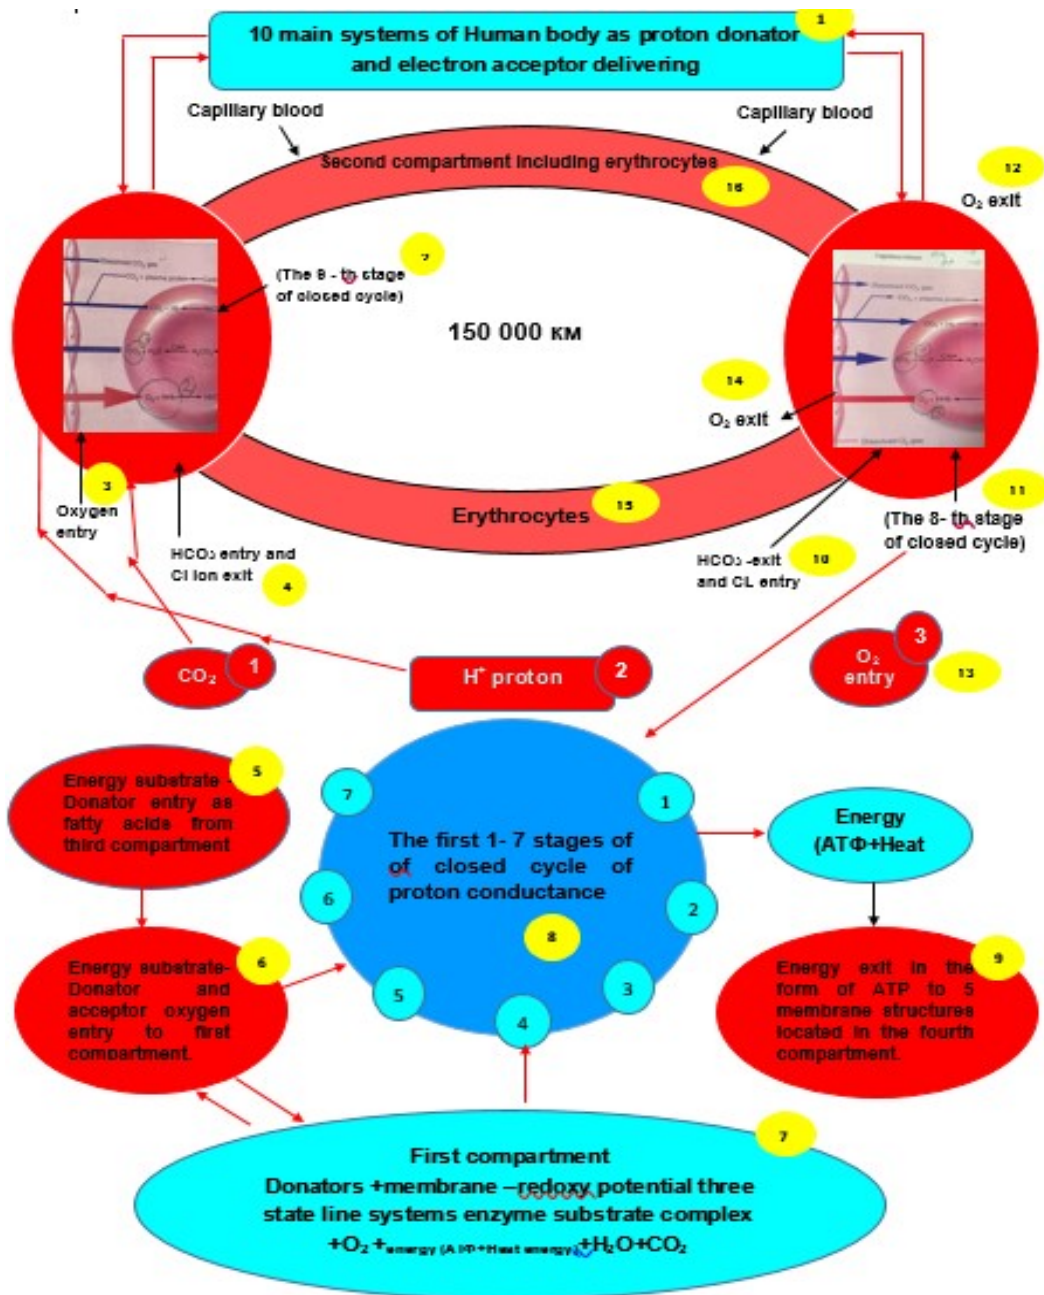 1
10 main systems of Human body as proton donator
and electron acceptor delivering
Capillary blood
Capillary blood
Second compartment including erythrocytes
16
12
O₂ exit
(The 9 - th stage
of closed cycle)
150 000 км
14
O₂ exit
3
Oxygen
entry
HCO₃ entry and
Cl ion exit
4
Erythrocytes
15
11
(The 8- th stage
of closed cycle)
HCO₃ -exit
and CL entry
10
CO₂
1
H⁺ proton
2
3
O₂
entry
13
5
Energy substrate -
Donator entry as
fatty acids from
third compartment
7
1
6
2
5
3
4
The first 1- 7 stages of
of closed cycle of
proton conductance
8
Energy
(АТФ+Heat
6
Energy substrate-
Donator and
acceptor oxygen
entry to first
compartment.
9
Energy exit in the
form of ATP to 5
membrane structures
located in the fourth
compartment.
7
First compartment
Donators +membrane –redoxy potential three
state line systems enzyme substrate complex
+O₂ +energy (АТФ+Heat energy)+H₂O+CO₂